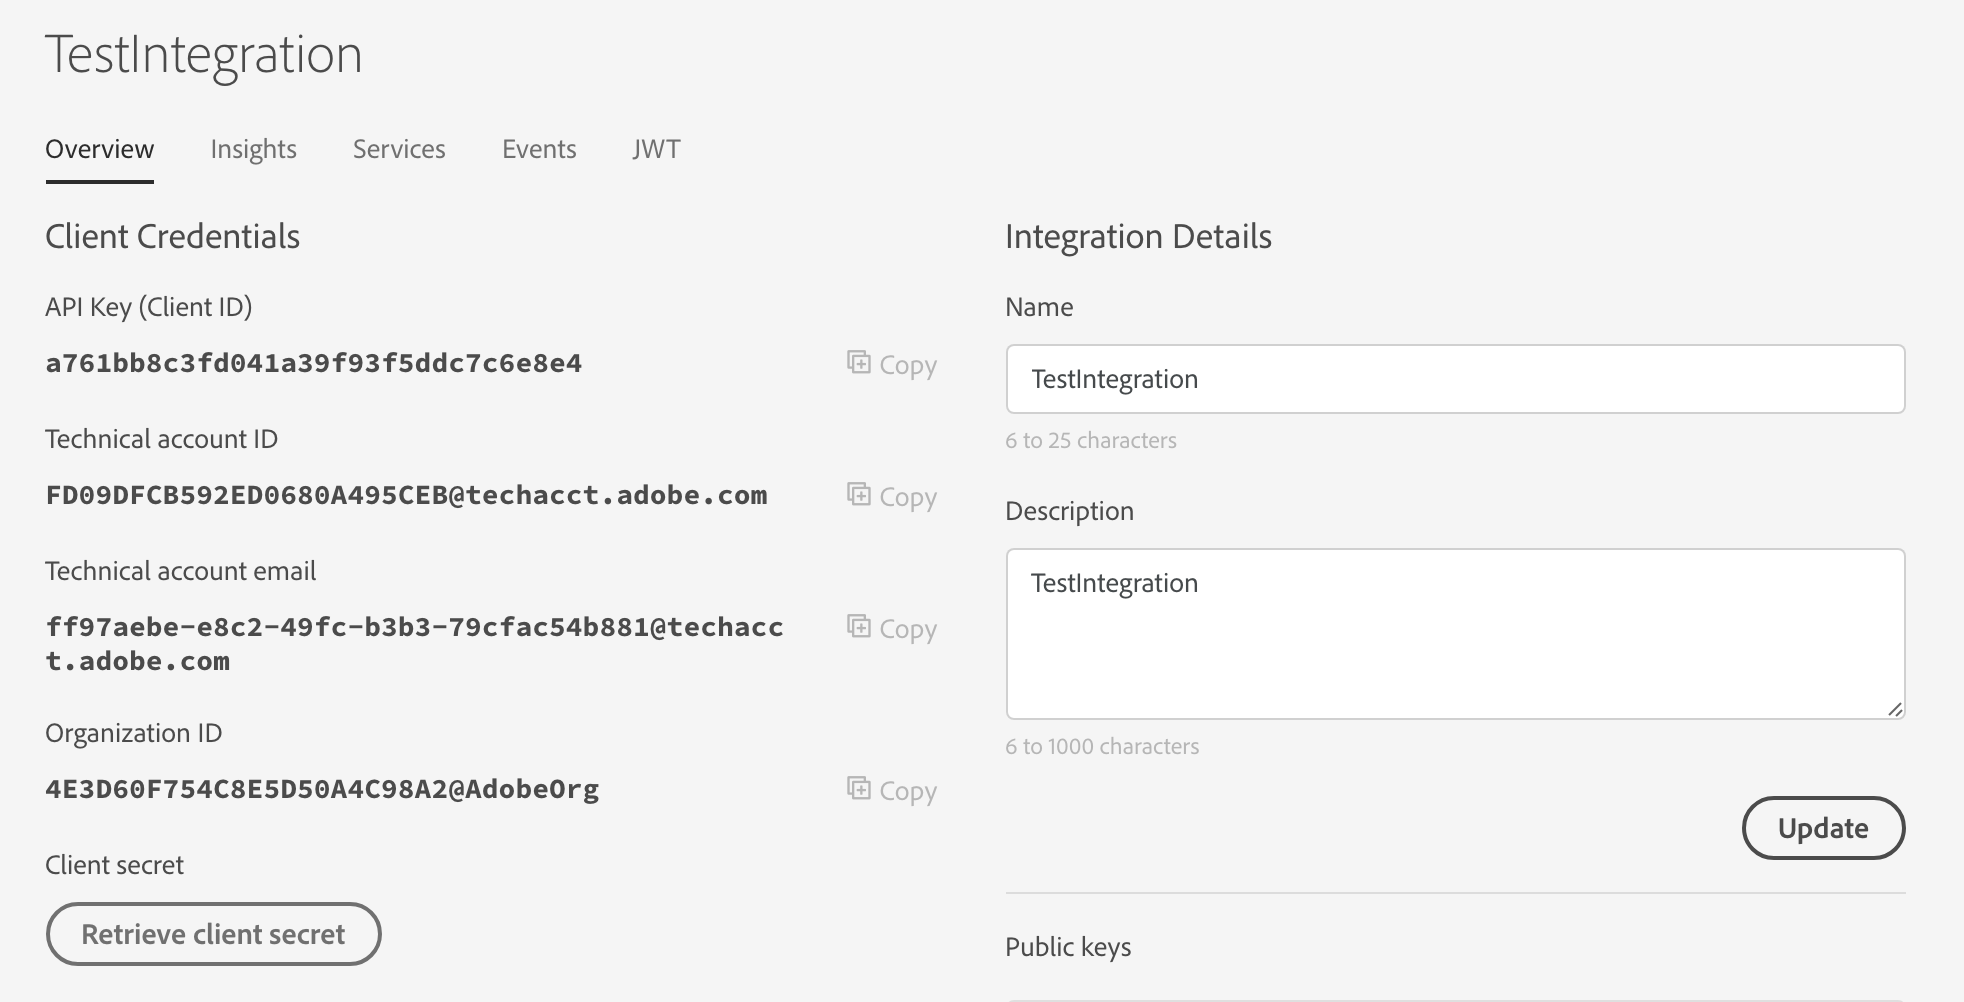 TestIntegration
Overview Insights Services Events JWT
Client Credentials
API Key (Client ID)
a761bb8c3fd041a39f93f5ddc7c6e8e4 Copy
Technical account ID
FD09DFCB592ED0680A495CEB@techacct.adobe.com Copy
Technical account email
ff97aebe-e8c2-49fc-b3b3-79cfac54b881@techacc Copy
t.adobe.com
Organization ID
4E3D60F754C8E5D50A4C98A2@AdobeOrg Copy
Client secret
Retrieve client secret
Integration Details
Name
TestIntegration
6 to 25 characters
Description
TestIntegration
6 to 1000 characters
Update
Public keys